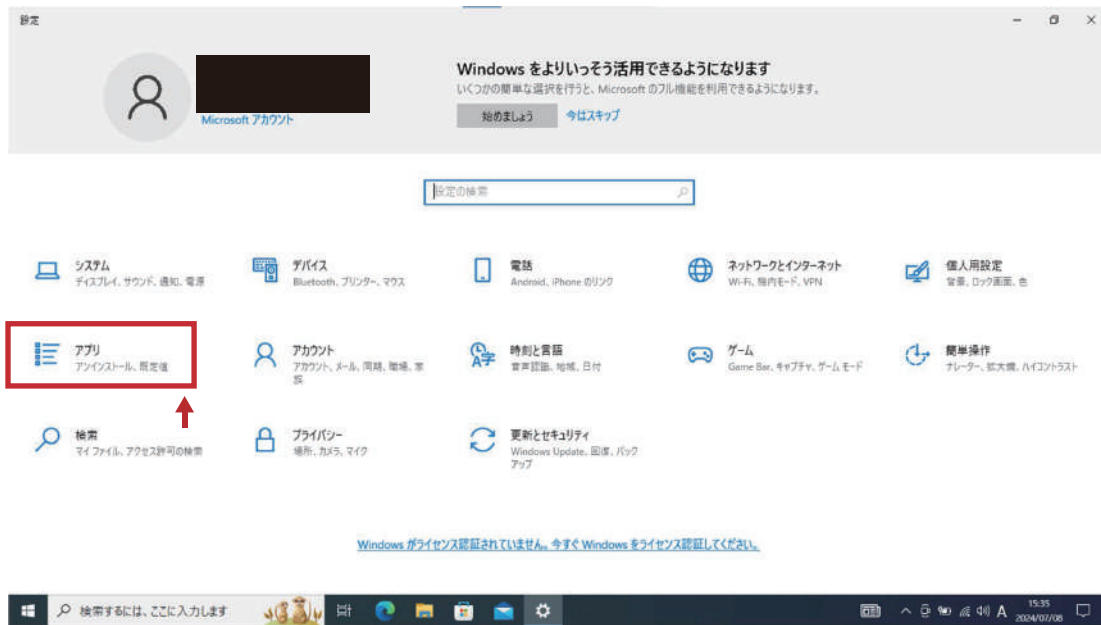 設定
Windows をよりいっそう活用できるようになります
いくつかの簡単な選択を行うと、Microsoft のフル機能を利用できるようになります。
Microsoft アカウント
始めましょう 今はスキップ
設定の検索
システム
ディスプレイ、サウンド、通知、電源
デバイス
Bluetooth、プリンター、マウス
電話
Android、iPhone のリンク
ネットワークとインターネット
Wi-Fi、機内モード、VPN
個人用設定
背景、ロック画面、色
アプリ
アンインストール、既定値
アカウント
アカウント、メール、同期、職場、家
族
時刻と言語
音声認識、地域、日付
ゲーム
Game Bar、キャプチャ、ゲーム モード
簡単操作
ナレーター、拡大鏡、ハイコントラスト
検索
マイ ファイル、アクセス許可の検索
プライバシー
場所、カメラ、マイク
更新とセキュリティ
Windows Update、回復、バック
アップ
Windows がライセンス認証されていません。今すぐ Windows をライセンス認証してください。
検索するには、ここに入力します
A
15:35
2024/07/08